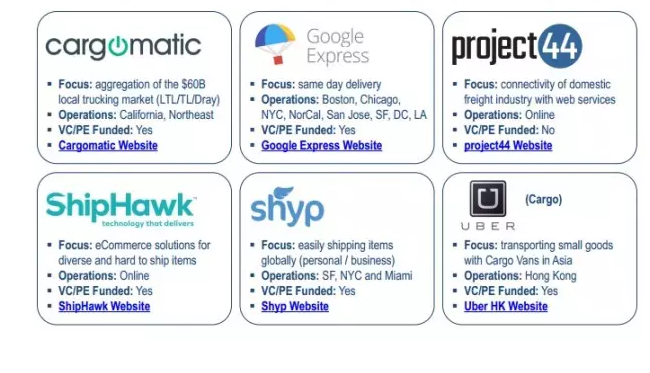 cargomatic
▪ Focus: aggregation of the $60B
local trucking market (LTL/TL/Dray)
▪ Operations: California, Northeast
▪ VC/PE Funded: Yes
▪ Cargomatic Website
Google
Express
▪ Focus: same day delivery
▪ Operations: Boston, Chicago,
NYC, NorCal, San Jose, SF, DC, LA
▪ VC/PE Funded: Yes
▪ Google Express Website
project44
▪ Focus: connectivity of domestic
freight industry with web services
▪ Operations: Online
▪ VC/PE Funded: No
▪ project44 Website
ShipHawk™
technology that delivers
▪ Focus: eCommerce solutions for
diverse and hard to ship items
▪ Operations: Online
▪ VC/PE Funded: Yes
▪ ShipHawk Website
shyp
▪ Focus: easily shipping items
globally (personal / business)
▪ Operations: SF, NYC and Miami
▪ VC/PE Funded: Yes
▪ Shyp Website
U
UBER
(Cargo)
▪ Focus: transporting small goods
with Cargo Vans in Asia
▪ Operations: Hong Kong
▪ VC/PE Funded: Yes
▪ Uber HK Website